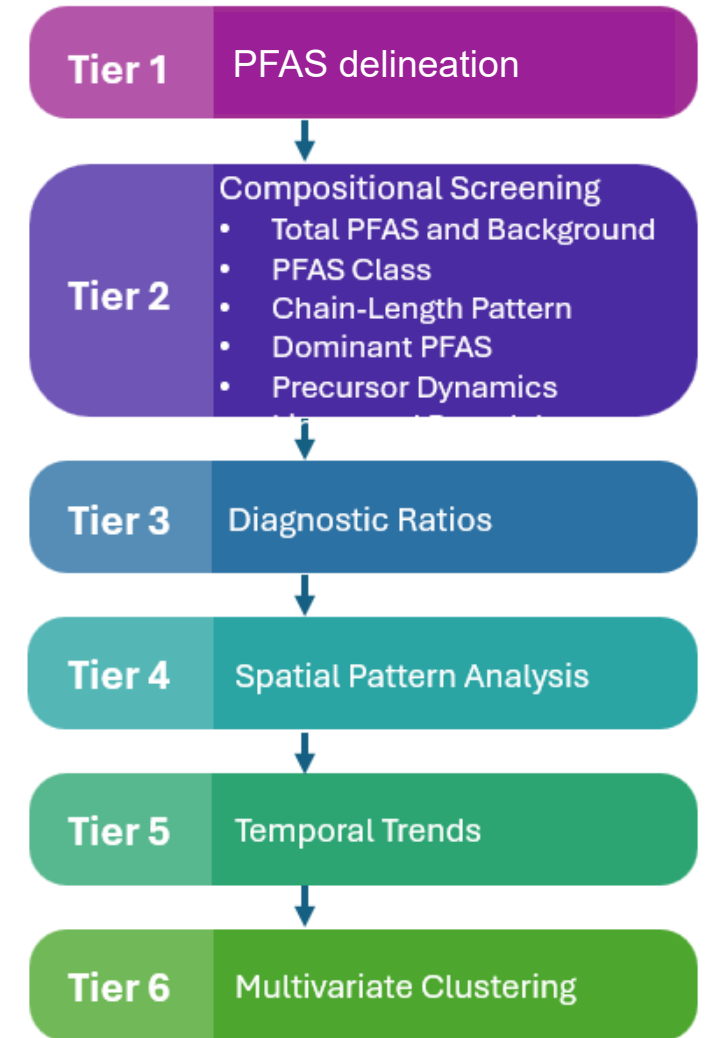 Tier 1
PFAS delineation
Tier 2
Compositional Screening
• Total PFAS and Background
• PFAS Class
• Chain-Length Pattern
• Dominant PFAS
• Precursor Dynamics
Tier 3
Diagnostic Ratios
Tier 4
Spatial Pattern Analysis
Tier 5
Temporal Trends
Tier 6
Multivariate Clustering